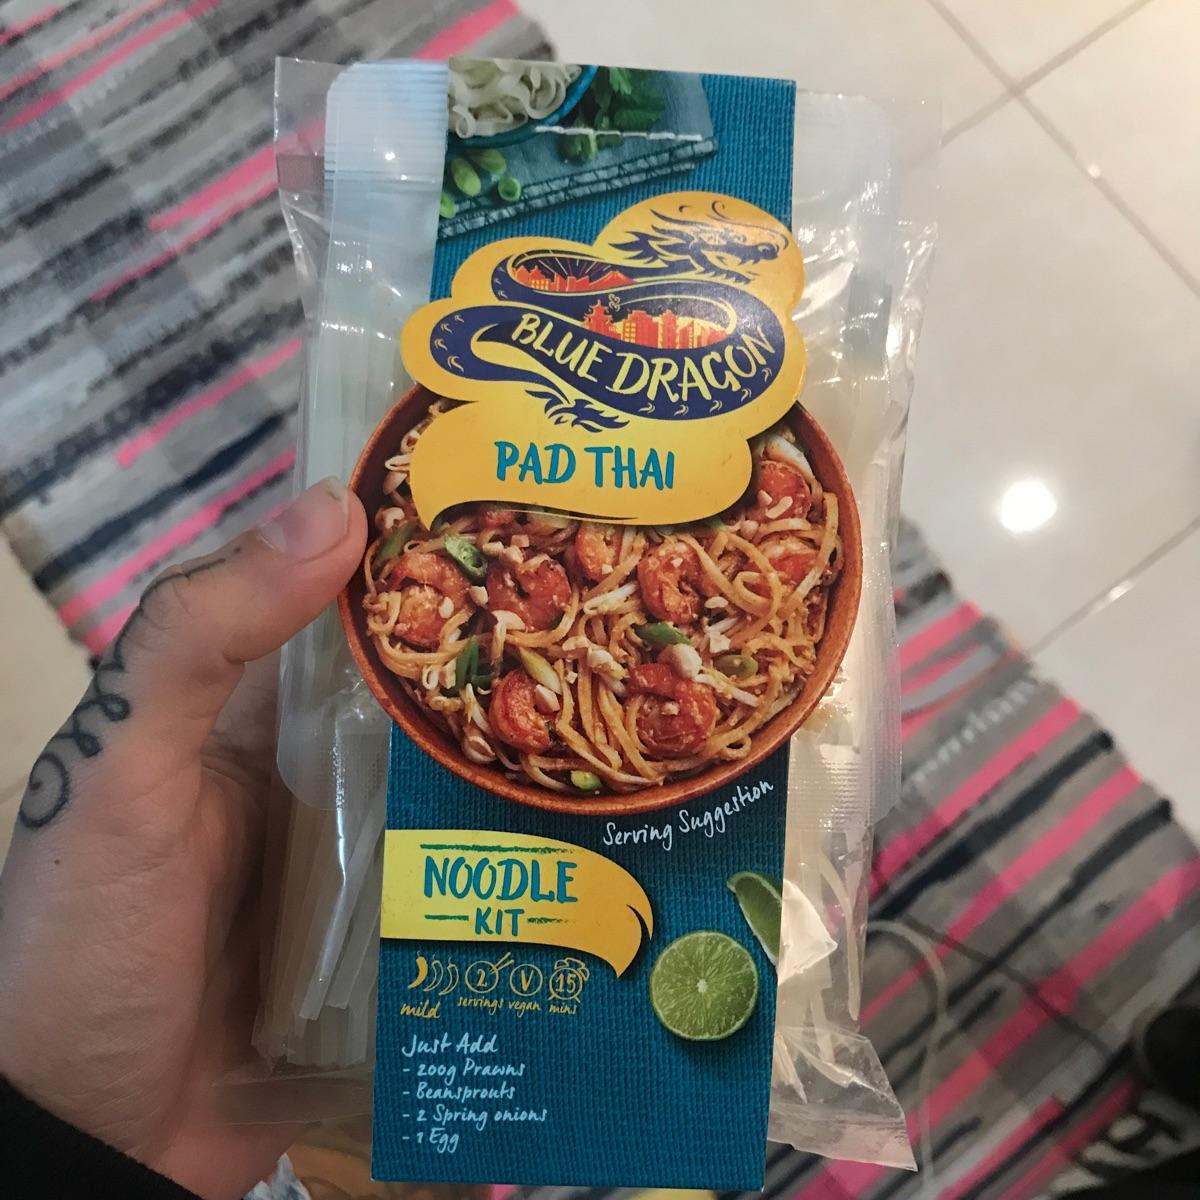 BLUE DRAGON
PAD THAI
Serving Suggestion
NOODLE
KIT
2 V 15
mild servings vegan mins
Just Add
- 200g Prawns
- Beansprouts
- 2 Spring onions
- 1 Egg